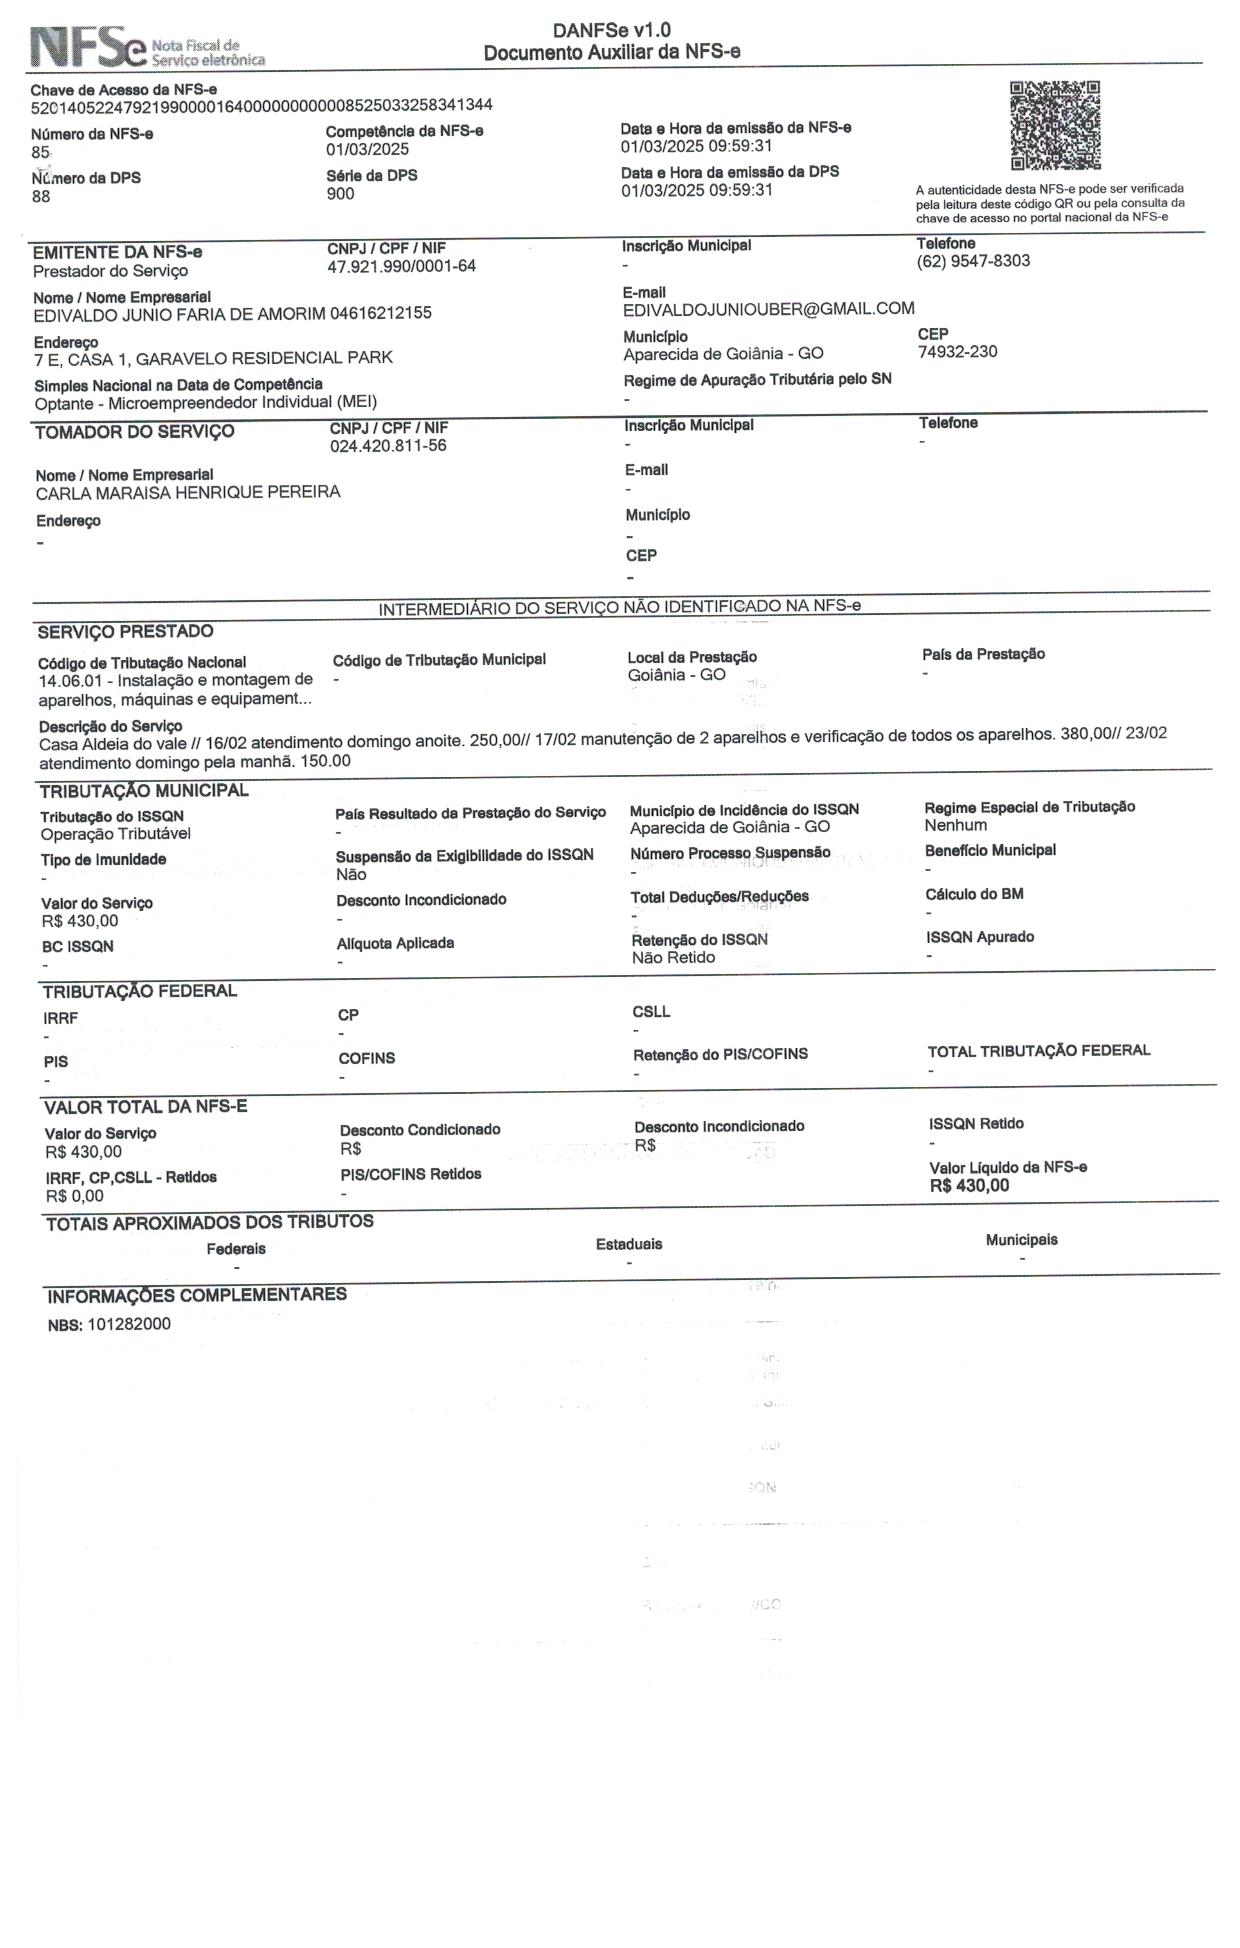 NFSe Nota Fiscal de
Serviço eletrônica
DANFSe v1.0
Documento Auxiliar da NFS-e
Chave de Acesso da NFS-e
52014052247921990000164000000000008525033258341344
Número da NFS-e
85
Competência da NFS-e
01/03/2025
Data e Hora da emissão da NFS-e
01/03/2025 09:59:31
Número da DPS
88
Série da DPS
900
Data e Hora da emissão da DPS
01/03/2025 09:59:31
A autenticidade desta NFS-e pode ser verificada
pela leitura deste código QR ou pela consulta da
chave de acesso no portal nacional da NFS-e
EMITENTE DA NFS-e
Prestador do Serviço
CNPJ / CPF / NIF
47.921.990/0001-64
Inscrição Municipal
-
Telefone
(62) 9547-8303
Nome / Nome Empresarial
EDIVALDO JUNIO FARIA DE AMORIM 04616212155
E-mail
EDIVALDOJUNIOUBER@GMAIL.COM
Endereço
7 E, CASA 1, GARAVELO RESIDENCIAL PARK
Município
Aparecida de Goiânia - GO
CEP
74932-230
Simples Nacional na Data de Competência
Optante - Microempreendedor Individual (MEI)
Regime de Apuração Tributária pelo SN
-
TOMADOR DO SERVIÇO
CNPJ / CPF / NIF
024.420.811-56
Inscrição Municipal
-
Telefone
-
Nome / Nome Empresarial
CARLA MARAISA HENRIQUE PEREIRA
E-mail
-
Endereço
-
Município
-
CEP
-
INTERMEDIÁRIO DO SERVIÇO NÃO IDENTIFICADO NA NFS-e
SERVIÇO PRESTADO
Código de Tributação Nacional
14.06.01 - Instalação e montagem de
aparelhos, máquinas e equipament...
Código de Tributação Municipal
-
Local da Prestação
Goiânia - GO
País da Prestação
-
Descrição do Serviço
Casa Aldeia do vale // 16/02 atendimento domingo anoite. 250,00// 17/02 manutenção de 2 aparelhos e verificação de todos os aparelhos. 380,00// 23/02
atendimento domingo pela manhã. 150.00
TRIBUTAÇÃO MUNICIPAL
Tributação do ISSQN
Operação Tributável
País Resultado da Prestação do Serviço
-
Município de Incidência do ISSQN
Aparecida de Goiânia - GO
Regime Especial de Tributação
Nenhum
Tipo de Imunidade
-
Suspensão da Exigibilidade do ISSQN
Não
Número Processo Suspensão
-
Benefício Municipal
-
Valor do Serviço
R$ 430,00
Desconto Incondicionado
-
Total Deduções/Reduções
-
Cálculo do BM
-
BC ISSQN
-
Alíquota Aplicada
-
Retenção do ISSQN
Não Retido
ISSQN Apurado
-
TRIBUTAÇÃO FEDERAL
IRRF
-
CP
-
CSLL
-
PIS
-
COFINS
-
Retenção do PIS/COFINS
-
TOTAL TRIBUTAÇÃO FEDERAL
-
VALOR TOTAL DA NFS-E
Valor do Serviço
R$ 430,00
Desconto Condicionado
R$
Desconto Incondicionado
R$
ISSQN Retido
-
IRRF, CP,CSLL - Retidos
R$ 0,00
PIS/COFINS Retidos
-
Valor Líquido da NFS-e
R$ 430,00
TOTAIS APROXIMADOS DOS TRIBUTOS
Federais
-
Estaduais
-
Municipais
-
INFORMAÇÕES COMPLEMENTARES
NBS: 101282000